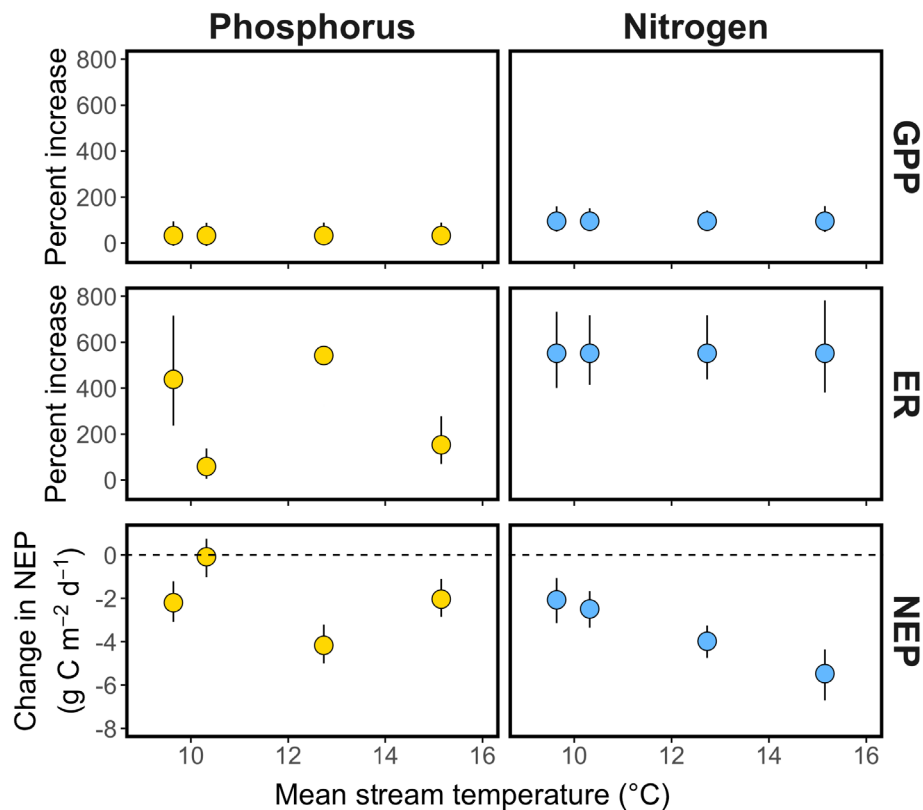 Phosphorus Nitrogen
Percent increase
800
600
400
200
0
GPP
Percent increase
800
600
400
200
0
ER
Change in NEP
(g C m⁻² d⁻¹)
0
-2
-4
-6
-8
NEP
10 12 14 16 10 12 14 16
Mean stream temperature (°C)